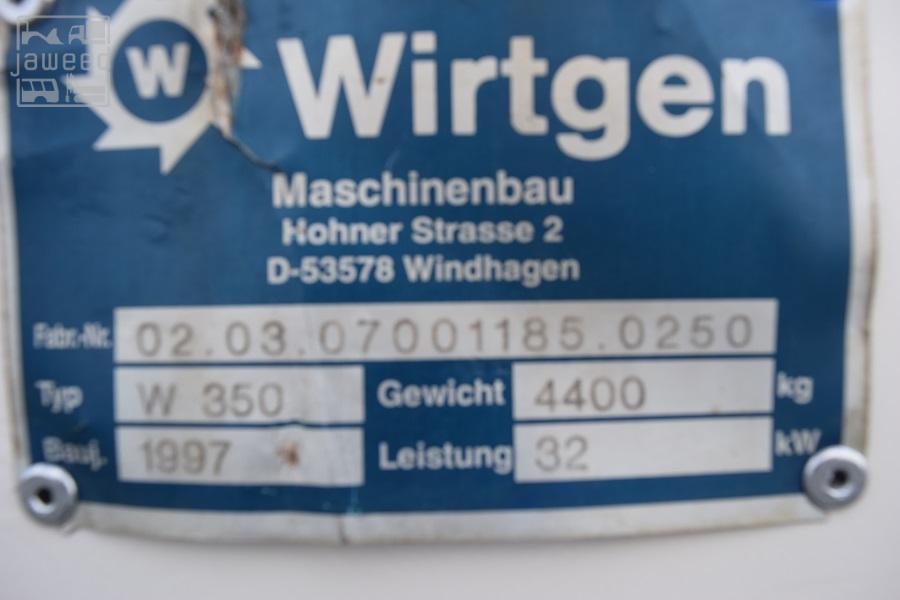 jaweed
W
Wirtgen
Maschinenbau
Hohner Strasse 2
D-53578 Windhagen
Fabr.-Nr. 02.03.07001185.0250
Typ W 350 Gewicht 4400 kg
Bauj. 1997 Leistung 32 kW